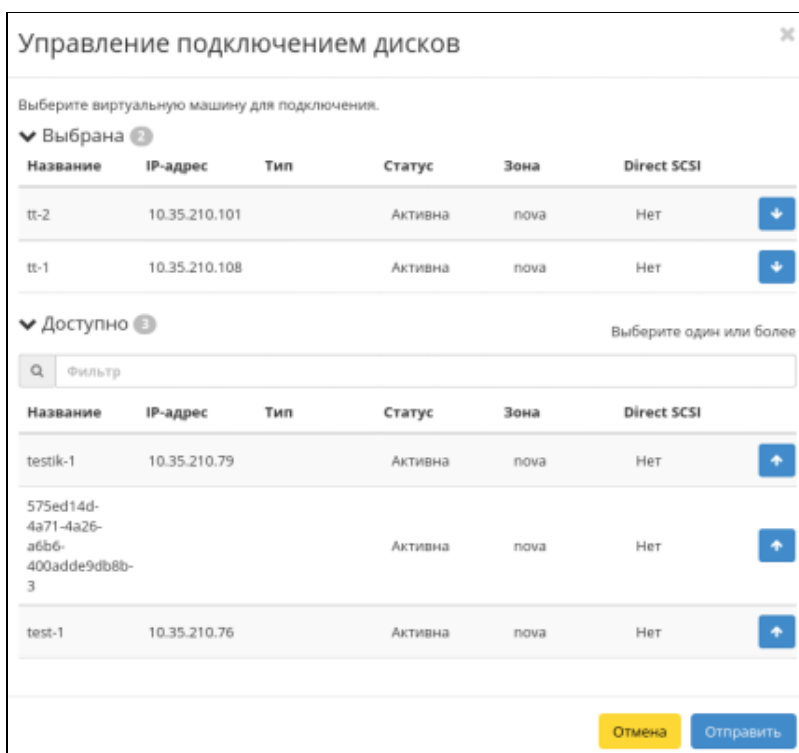 Управление подключением дисков
Выберите виртуальную машину для подключения.
Выбрана 2
Название IP-адрес Тип Статус Зона Direct SCSI
tt-2 10.35.210.101 Активна nova Нет
tt-1 10.35.210.108 Активна nova Нет
Доступно 3
Выберите один или более
Фильтр
Название IP-адрес Тип Статус Зона Direct SCSI
testik-1 10.35.210.79 Активна nova Нет
575ed14d-
4a71-4a26-
a6b6-
400adde9db8b-
3
Активна nova Нет
test-1 10.35.210.76 Активна nova Нет
Отмена Отправить